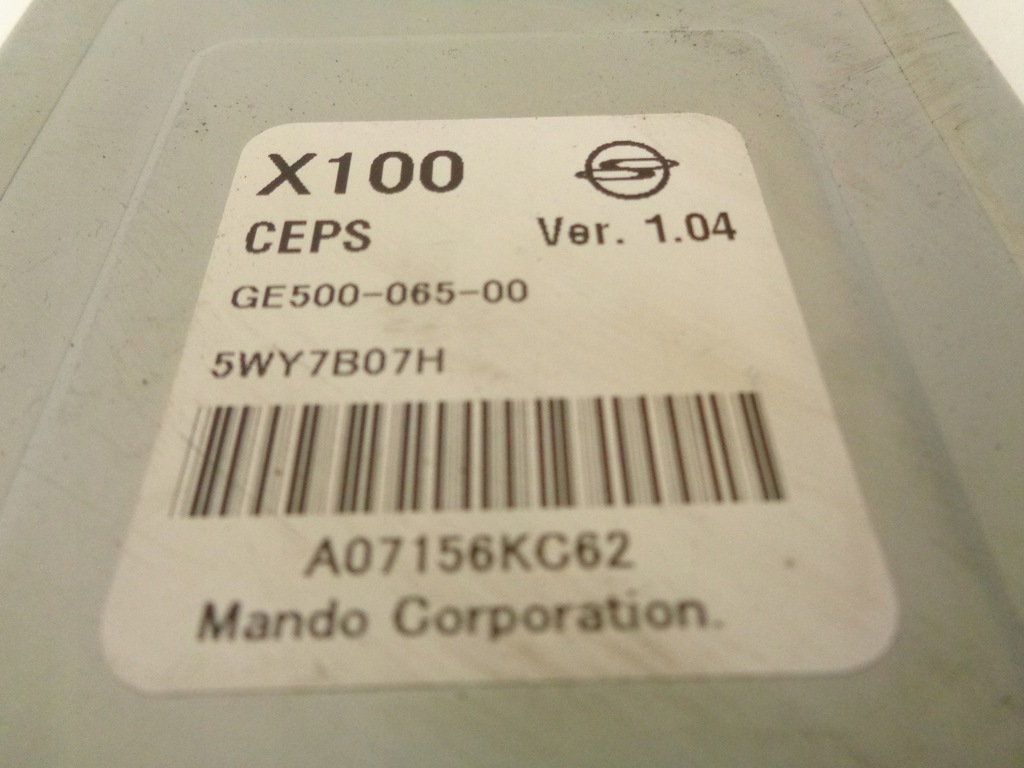 X100
CEPS Ver. 1.04
GE500-065-00
5WY7B07H
A07156KC62
Mando Corporation.